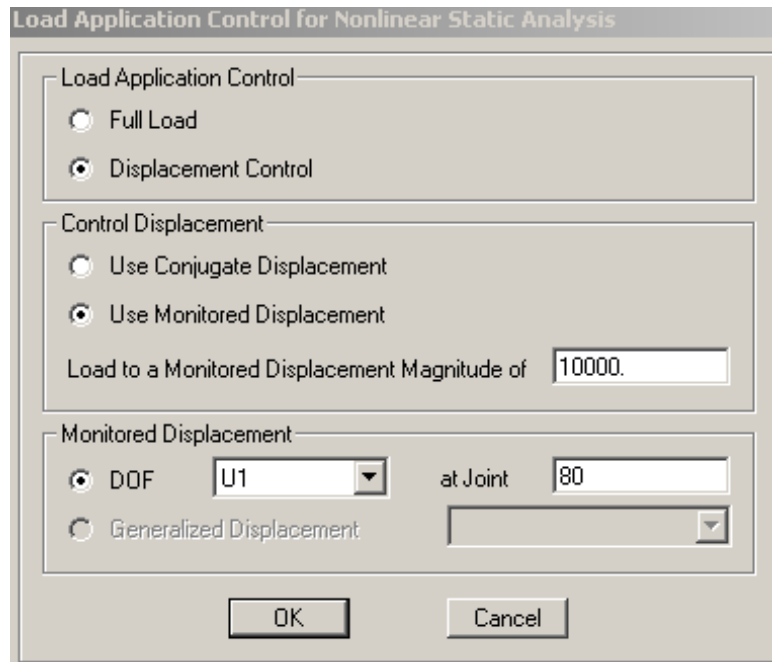 Load Application Control for Nonlinear Static Analysis
Load Application Control
Full Load
Displacement Control
Control Displacement
Use Conjugate Displacement
Use Monitored Displacement
Load to a Monitored Displacement Magnitude of 10000.
Monitored Displacement
DOF U1 at Joint 80
Generalized Displacement
OK Cancel